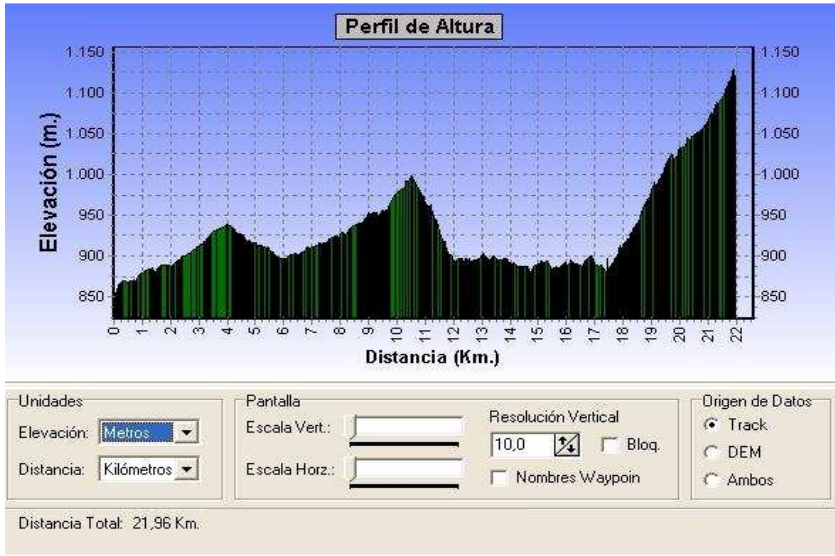 Perfil de Altura
1.150
1.100
1.050
1.000
950
900
850
1.150
1.100
1.050
1.000
950
900
850
Elevación (m.)
0 1 2 3 4 5 6 7 8 9 10 11 12 13 14 15 16 17 18 19 20 21 22
Distancia (Km.)
Unidades
Elevación: Metros
Distancia: Kilómetros
Pantalla
Escala Vert.:
Escala Horz.:
Resolución Vertical
10,0 Bloq.
Nombres Waypoin
Origen de Datos
Track
DEM
Ambos
Distancia Total: 21,96 Km.